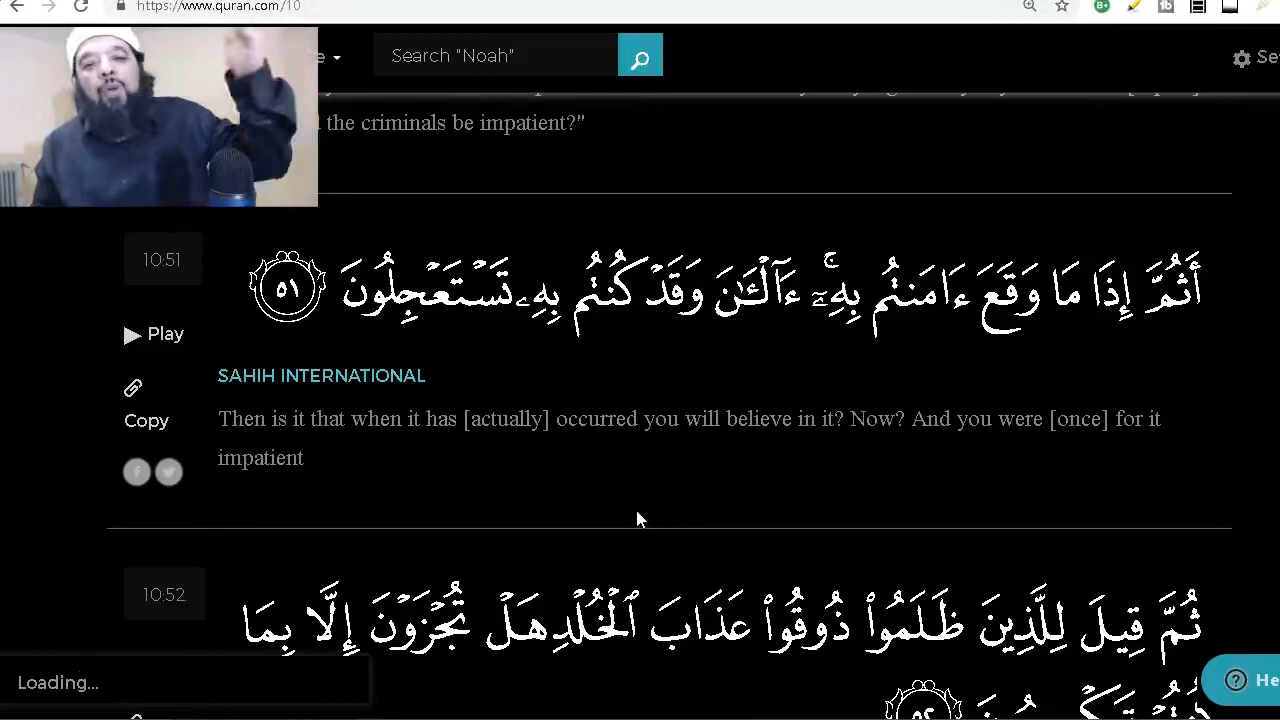 https://www.quran.com/10
e
Search "Noah"
the criminals be impatient?"
10:51
أَثُمَّ إِذَا مَا وَقَعَ ءَامَنتُم بِهِۦٓ ۚ ءَآلْـَٰٔنَ وَقَدْ كُنتُم بِهِۦ تَسْتَعْجِلُونَ ٥١
Play
SAHIH INTERNATIONAL
Copy
Then is it that when it has [actually] occurred you will believe in it? Now? And you were [once] for it
impatient
10:52
ثُمَّ قِيلَ لِلَّذِينَ ظَلَمُوا۟ ذُوقُوا۟ عَذَابَ ٱلْخُلْدِ هَلْ تُجْزَوْنَ إِلَّا بِمَا
Loading...
He